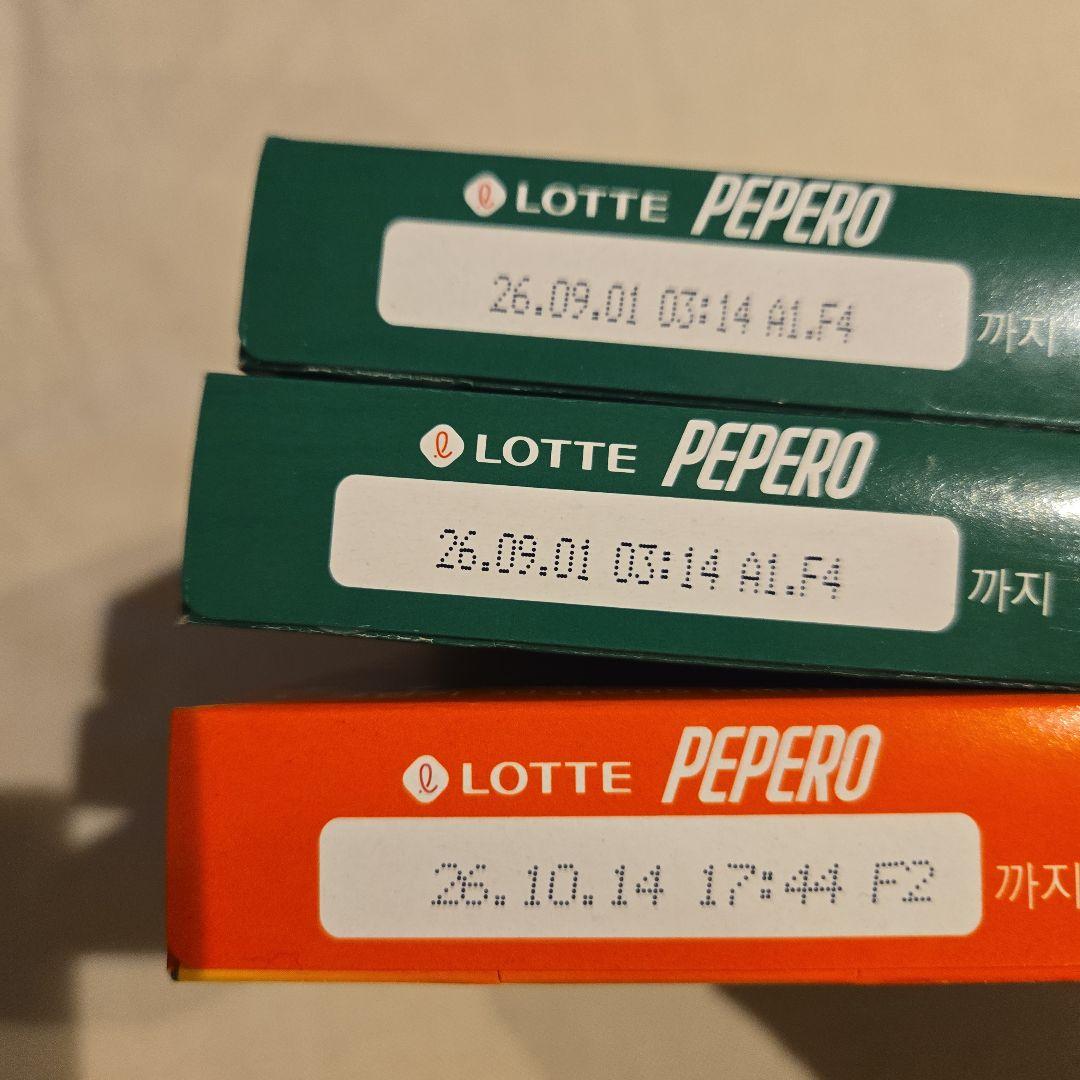 LOTTE PEPERO
26.09.01 03:14 A1.F4 까지
LOTTE PEPERO
26.09.01 03:14 A1.F4 까지
LOTTE PEPERO
26.10.14 17:44 F2 까지